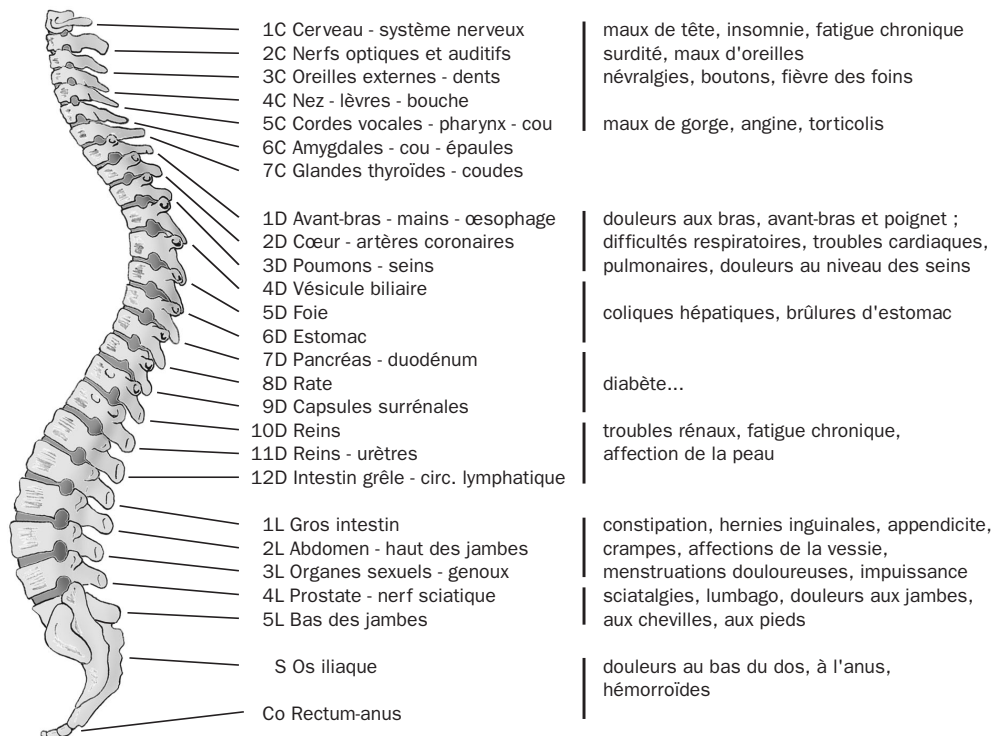 1C Cerveau - système nerveux
2C Nerfs optiques et auditifs
3C Oreilles externes - dents
4C Nez - lèvres - bouche
5C Cordes vocales - pharynx - cou
6C Amygdales - cou - épaules
7C Glandes thyroïdes - coudes
maux de tête, insomnie, fatigue chronique
surdité, maux d'oreilles
névralgies, boutons, fièvre des foins
maux de gorge, angine, torticolis
1D Avant-bras - mains - œsophage
2D Cœur - artères coronaires
3D Poumons - seins
douleurs aux bras, avant-bras et poignet ;
difficultés respiratoires, troubles cardiaques,
pulmonaires, douleurs au niveau des seins
4D Vésicule biliaire
5D Foie
6D Estomac
coliques hépatiques, brûlures d'estomac
7D Pancréas - duodénum
8D Rate
9D Capsules surrénales
diabète...
10D Reins
11D Reins - urètres
12D Intestin grêle - circ. lymphatique
troubles rénaux, fatigue chronique,
affection de la peau
1L Gros intestin
2L Abdomen - haut des jambes
3L Organes sexuels - genoux
constipation, hernies inguinales, appendicite,
crampes, affections de la vessie,
menstruations douloureuses, impuissance
4L Prostate - nerf sciatique
5L Bas des jambes
sciatalgies, lumbago, douleurs aux jambes,
aux chevilles, aux pieds
S Os iliaque
Co Rectum-anus
douleurs au bas du dos, à l'anus,
hémorroïdes